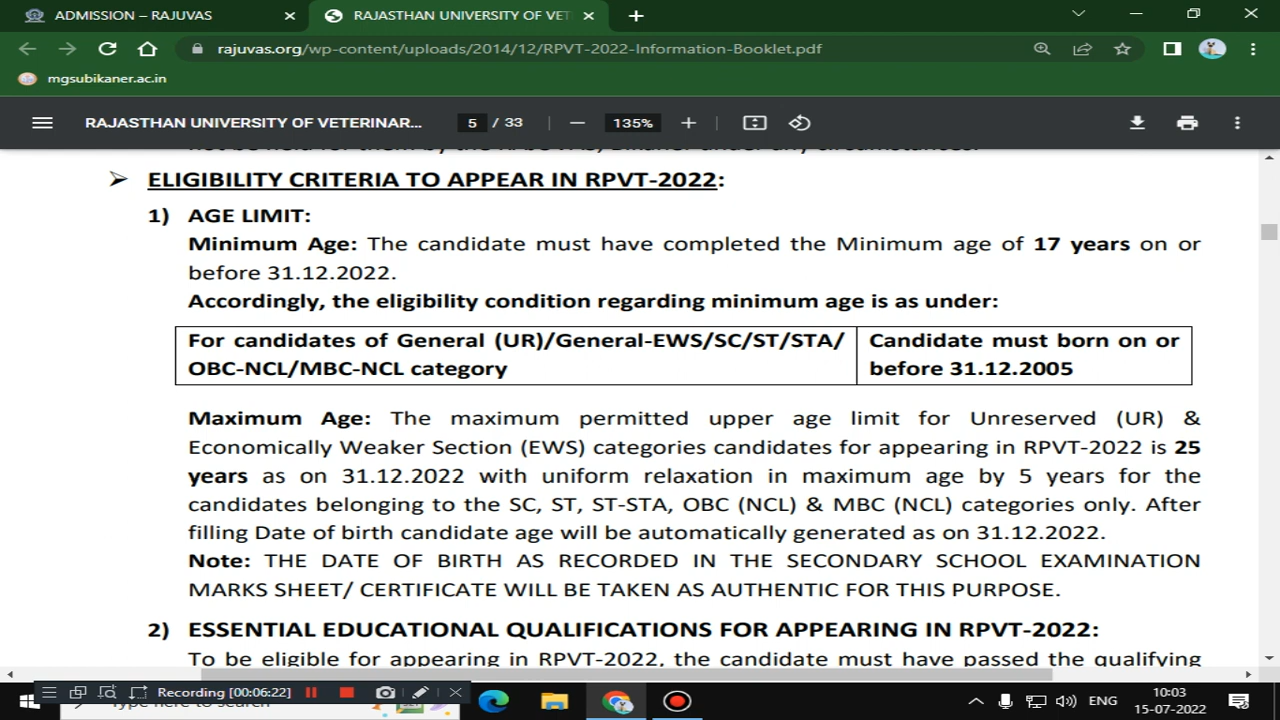 ADMISSION – RAJUVAS
RAJASTHAN UNIVERSITY OF VET
rajuvas.org/wp-content/uploads/2014/12/RPVT-2022-Information-Booklet.pdf
mgsubikaner.ac.in
RAJASTHAN UNIVERSITY OF VETERINAR...
5 / 33
135%
➢ ELIGIBILITY CRITERIA TO APPEAR IN RPVT-2022:
1) AGE LIMIT:
Minimum Age: The candidate must have completed the Minimum age of 17 years on or
before 31.12.2022.
Accordingly, the eligibility condition regarding minimum age is as under:
For candidates of General (UR)/General-EWS/SC/ST/STA/
OBC-NCL/MBC-NCL category
Candidate must born on or
before 31.12.2005
Maximum Age: The maximum permitted upper age limit for Unreserved (UR) &
Economically Weaker Section (EWS) categories candidates for appearing in RPVT-2022 is 25
years as on 31.12.2022 with uniform relaxation in maximum age by 5 years for the
candidates belonging to the SC, ST, ST-STA, OBC (NCL) & MBC (NCL) categories only. After
filling Date of birth candidate age will be automatically generated as on 31.12.2022.
Note: THE DATE OF BIRTH AS RECORDED IN THE SECONDARY SCHOOL EXAMINATION
MARKS SHEET/ CERTIFICATE WILL BE TAKEN AS AUTHENTIC FOR THIS PURPOSE.
2) ESSENTIAL EDUCATIONAL QUALIFICATIONS FOR APPEARING IN RPVT-2022:
To be eligible for appearing in RPVT-2022, the candidate must have passed the qualifying
Recording [00:06:22]
ENG
10:03
15-07-2022